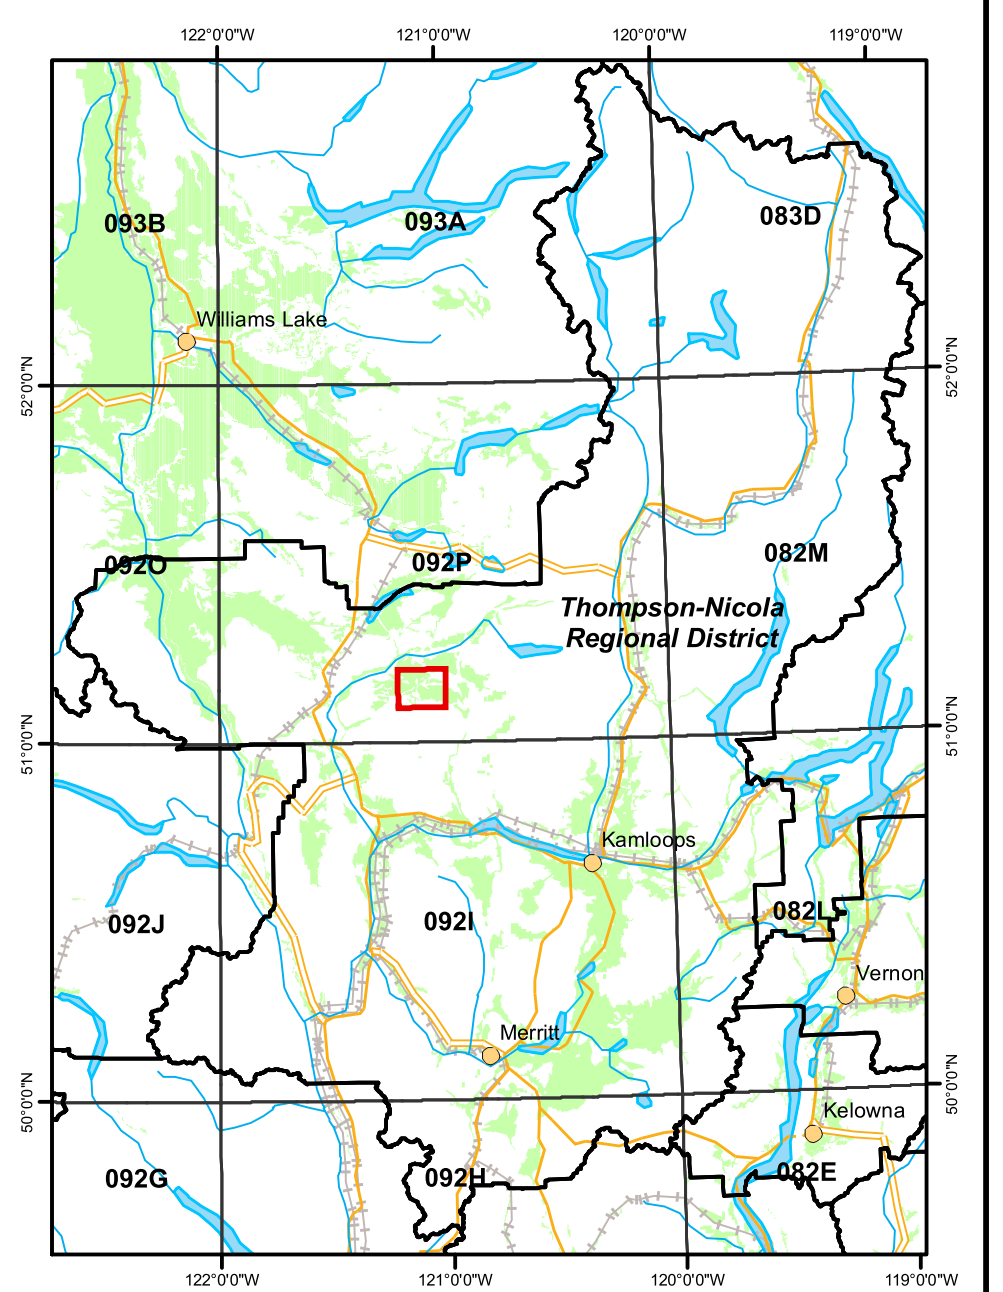 122°0'0"W
121°0'0"W
120°0'0"W
119°0'0"W
093B
093A
083D
Williams Lake
52°0'0"N
52°0'0"N
092O
092P
082M
Thompson-Nicola
Regional District
51°0'0"N
51°0'0"N
Kamloops
092J
092I
082L
Vernon
Merritt
50°0'0"N
50°0'0"N
Kelowna
092G
092H
082E
122°0'0"W
121°0'0"W
120°0'0"W
119°0'0"W